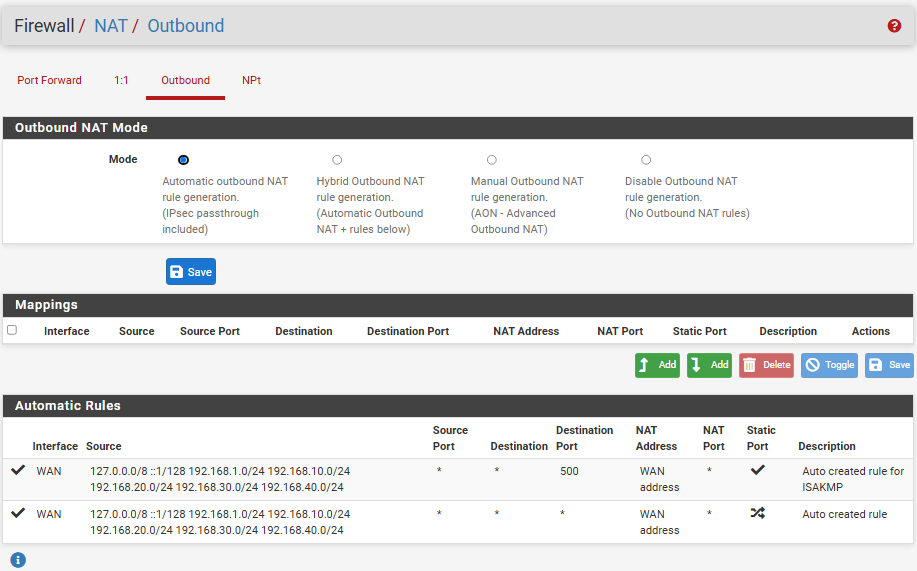 Firewall / NAT / Outbound
Port Forward 1:1 Outbound NPt
Outbound NAT Mode
Mode
Automatic outbound NAT
rule generation.
(IPsec passthrough
included)
Hybrid Outbound NAT
rule generation.
(Automatic Outbound
NAT + rules below)
Manual Outbound NAT
rule generation.
(AON - Advanced
Outbound NAT)
Disable Outbound NAT
rule generation.
(No Outbound NAT rules)
Save
Mappings
Interface Source Source Port Destination Destination Port NAT Address NAT Port Static Port Description Actions
Add Add Delete Toggle Save
Automatic Rules
Interface Source Source Port Destination Destination Port NAT Address NAT Port Static Port Description
WAN 127.0.0.0/8 ::1/128 192.168.1.0/24 192.168.10.0/24 * * 500 WAN * Auto created rule for
192.168.20.0/24 192.168.30.0/24 192.168.40.0/24 address ISAKMP
WAN 127.0.0.0/8 ::1/128 192.168.1.0/24 192.168.10.0/24 * * * WAN * Auto created rule
192.168.20.0/24 192.168.30.0/24 192.168.40.0/24 address